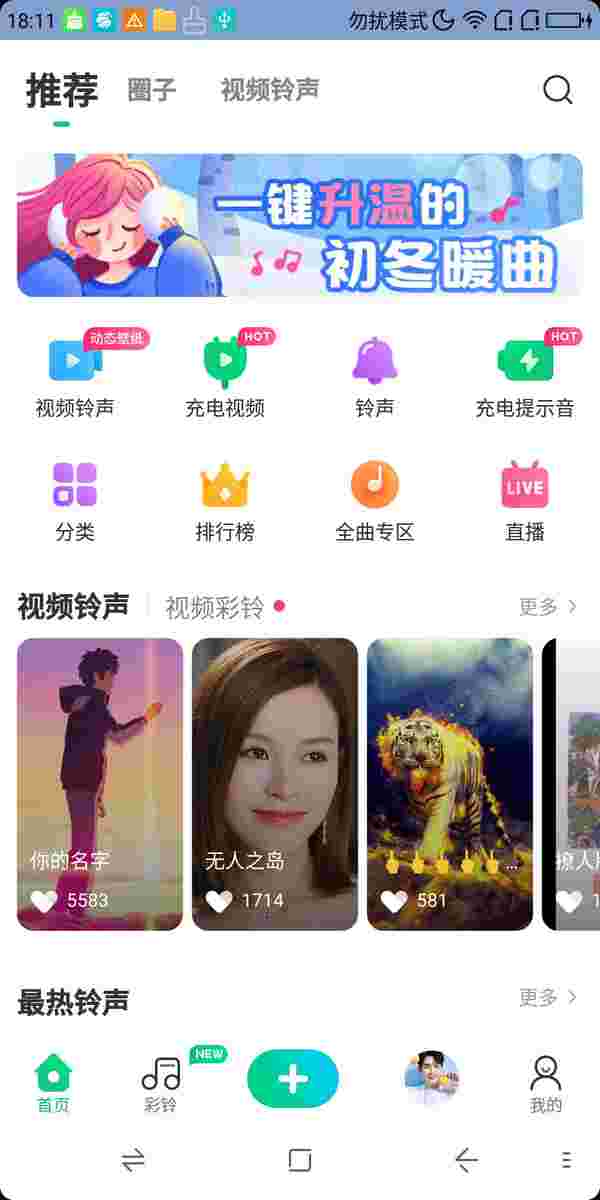 18:11 勿扰模式
推荐 圈子 视频铃声
一键升温的
初冬暖曲
动态壁纸 HOT HOT
视频铃声 充电视频 铃声 充电提示音
LIVE
分类 排行榜 全曲专区 直播
视频铃声 视频彩铃 更多
你的名字 无人之岛 🖕🖕🖕🖕🖕... 撩人
5583 1714 581 1
最热铃声 更多
NEW
首页 彩铃 我的